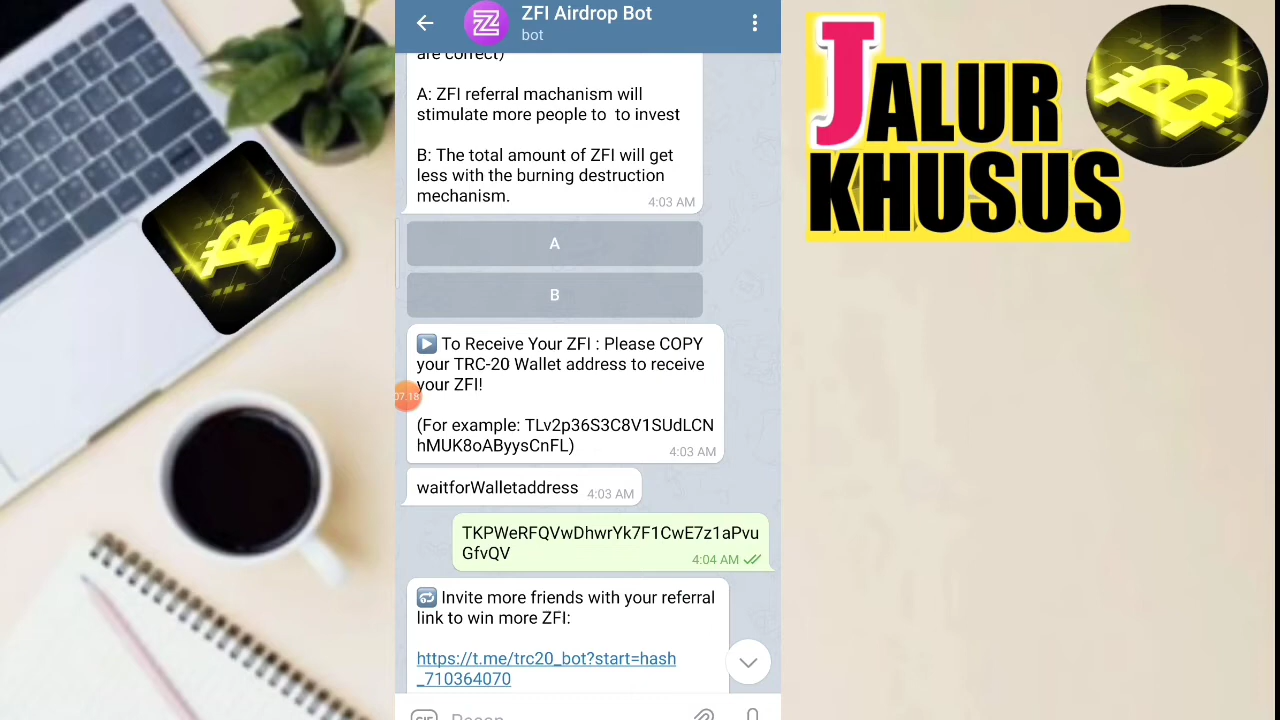 ZFI Airdrop Bot
bot
are correct)
A: ZFI referral machanism will
stimulate more people to to invest
B: The total amount of ZFI will get
less with the burning destruction
mechanism.
4:03 AM
A
B
To Receive Your ZFI : Please COPY
your TRC-20 Wallet address to receive
your ZFI!
07.18
(For example: TLv2p36S3C8V1SUdLCN
hMUK8oAByysCnFL)
4:03 AM
waitforWalletaddress 4:03 AM
TKPWeRFQVwDhwrYk7F1CwE7z1aPvu
GfvQV
4:04 AM
Invite more friends with your referral
link to win more ZFI:
https://t.me/trc20_bot?start=hash
_710364070
GIF Pesan
JALUR
KHUSUS